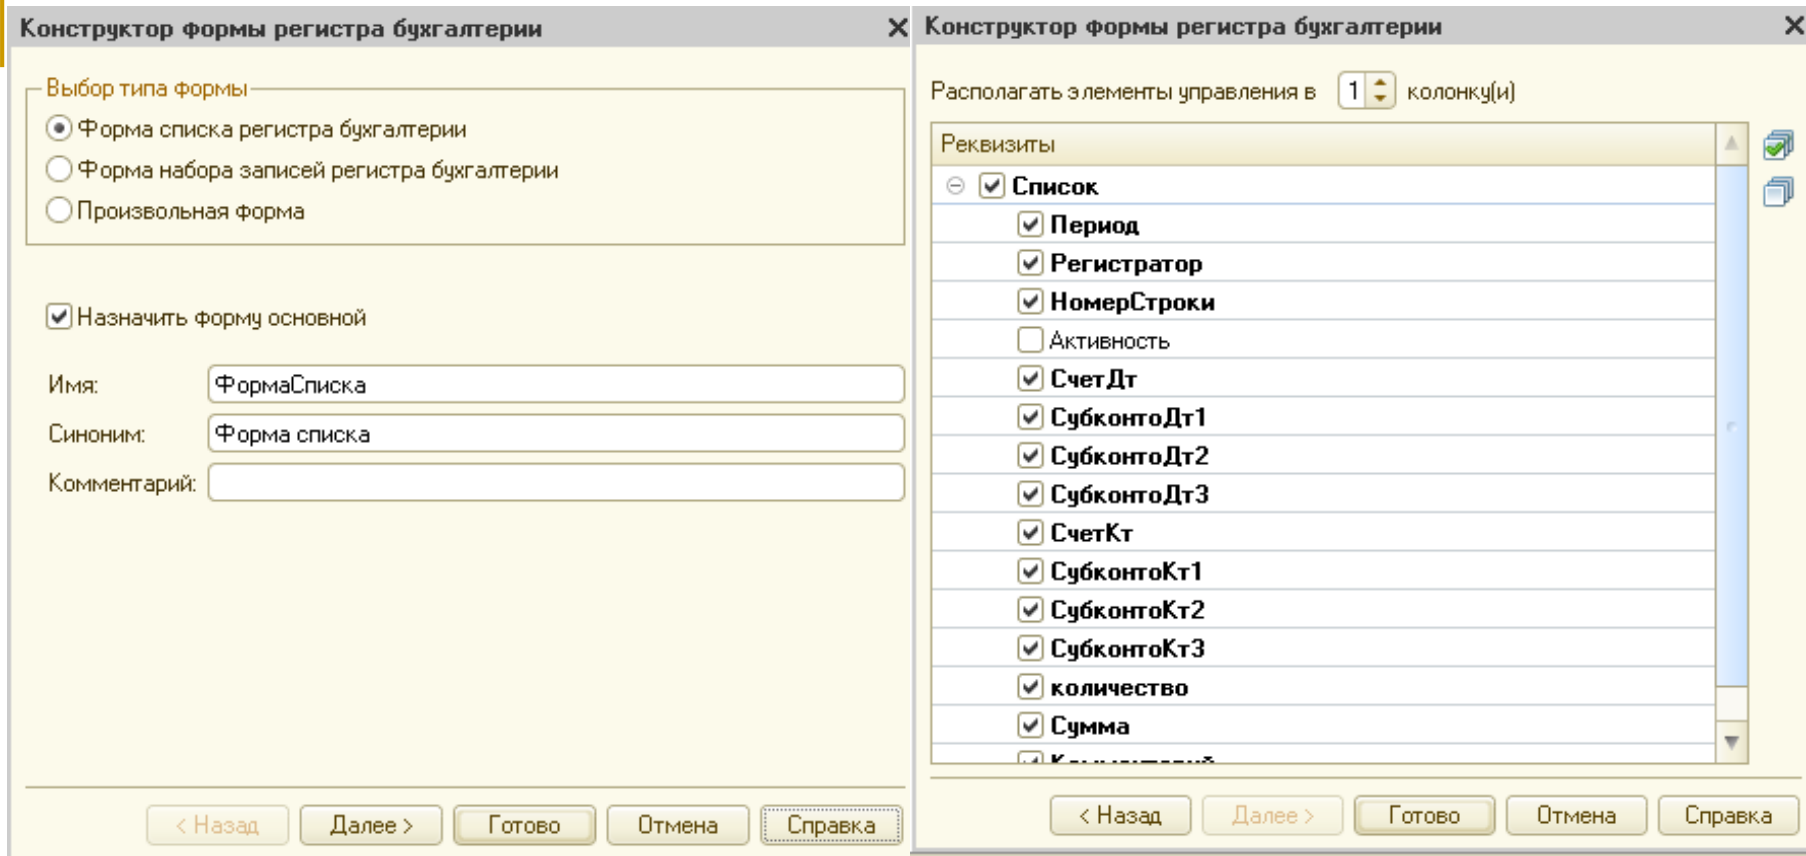 Конструктор формы регистра бухгалтерии
Выбор типа формы
Форма списка регистра бухгалтерии
Форма набора записей регистра бухгалтерии
Произвольная форма
Назначить форму основной
Имя: ФормаСписка
Синоним: Форма списка
Комментарий:
< Назад Далее > Готово Отмена Справка
Конструктор формы регистра бухгалтерии
Располагать элементы управления в 1 колонку(и)
Реквизиты
Список
Период
Регистратор
НомерСтроки
Активность
СчетДт
СубконтоДт1
СубконтоДт2
СубконтоДт3
СчетКт
СубконтоКт1
СубконтоКт2
СубконтоКт3
количество
Сумма
< Назад Далее > Готово Отмена Справка